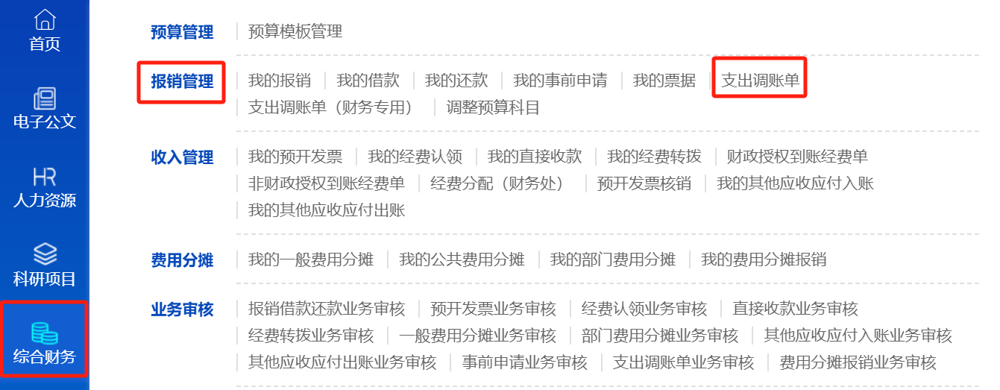 首页
电子公文
HR
人力资源
科研项目
综合财务
预算管理 预算模板管理
报销管理 我的报销 我的借款 我的还款 我的事前申请 我的票据 支出调账单
支出调账单（财务专用） 调整预算科目
收入管理 我的预开发票 我的经费认领 我的直接收款 我的经费转拨 财政授权到账经费单
非财政授权到账经费单 经费分配（财务处） 预开发票核销 我的其他应收应付入账
我的其他应收应付出账
费用分摊 我的一般费用分摊 我的公共费用分摊 我的部门费用分摊 我的费用分摊报销
业务审核 报销借款还款业务审核 预开发票业务审核 经费认领业务审核 直接收款业务审核
经费转拨业务审核 一般费用分摊业务审核 部门费用分摊业务审核 其他应收应付入账业务审核
其他应收应付出账业务审核 事前申请业务审核 支出调账单业务审核 费用分摊报销业务审核